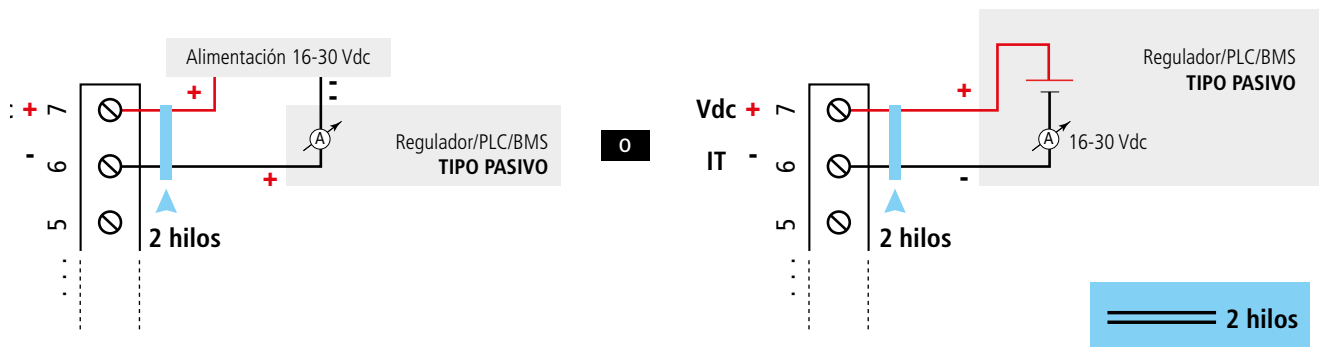 Alimentación 16-30 Vdc
+
-
-
: + 7
- 6
5
+
Regulador/PLC/BMS
TIPO PASIVO
A
2 hilos
O
Regulador/PLC/BMS
TIPO PASIVO
Vdc + 7
IT - 6
5
+
-
A
16-30 Vdc
2 hilos
2 hilos